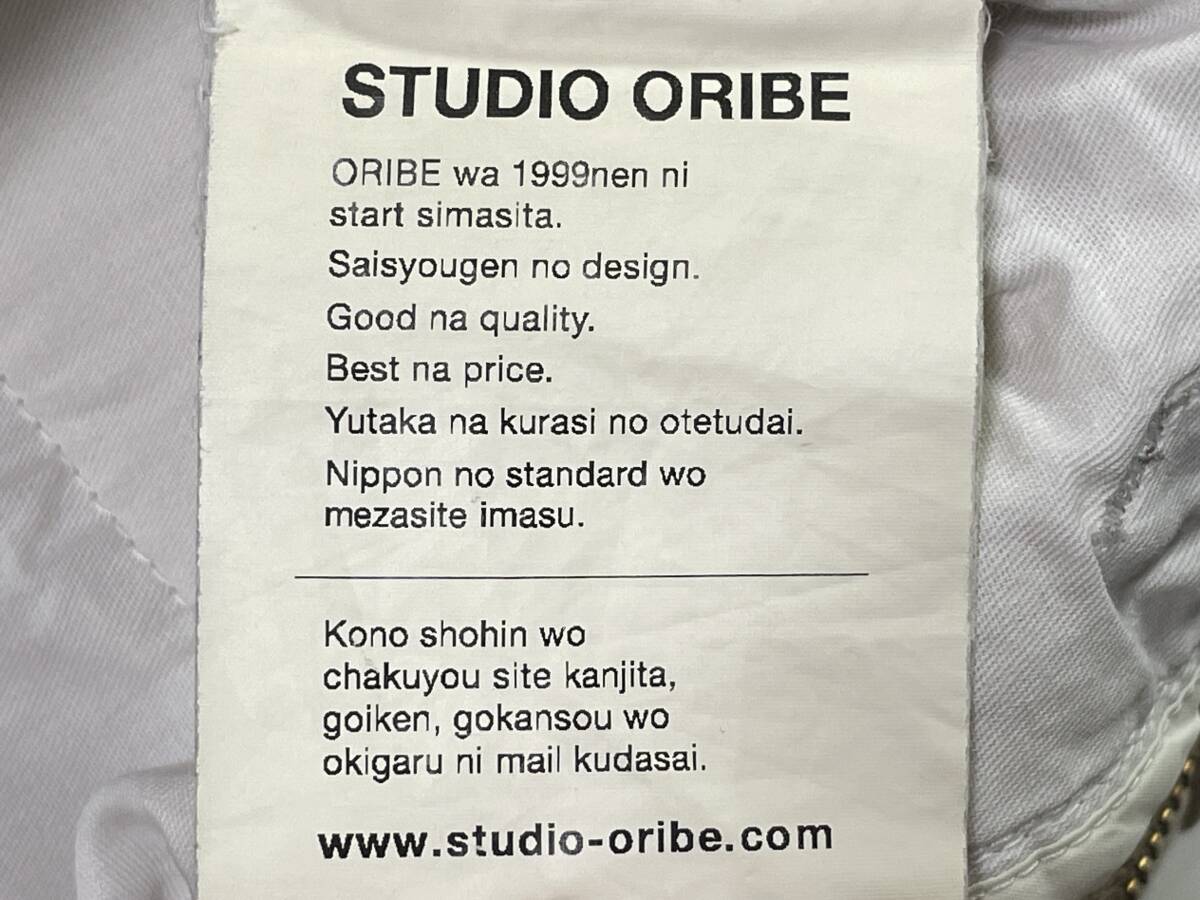 STUDIO ORIBE
ORIBE wa 1999nen ni
start simasita.
Saisyougen no design.
Good na quality.
Best na price.
Yutaka na kurasi no otetudai.
Nippon no standard wo
mezasite imasu.
Kono shohin wo
chakuyou site kanjita,
goiken, gokansou wo
okigaru ni mail kudasai.
www.studio-oribe.com